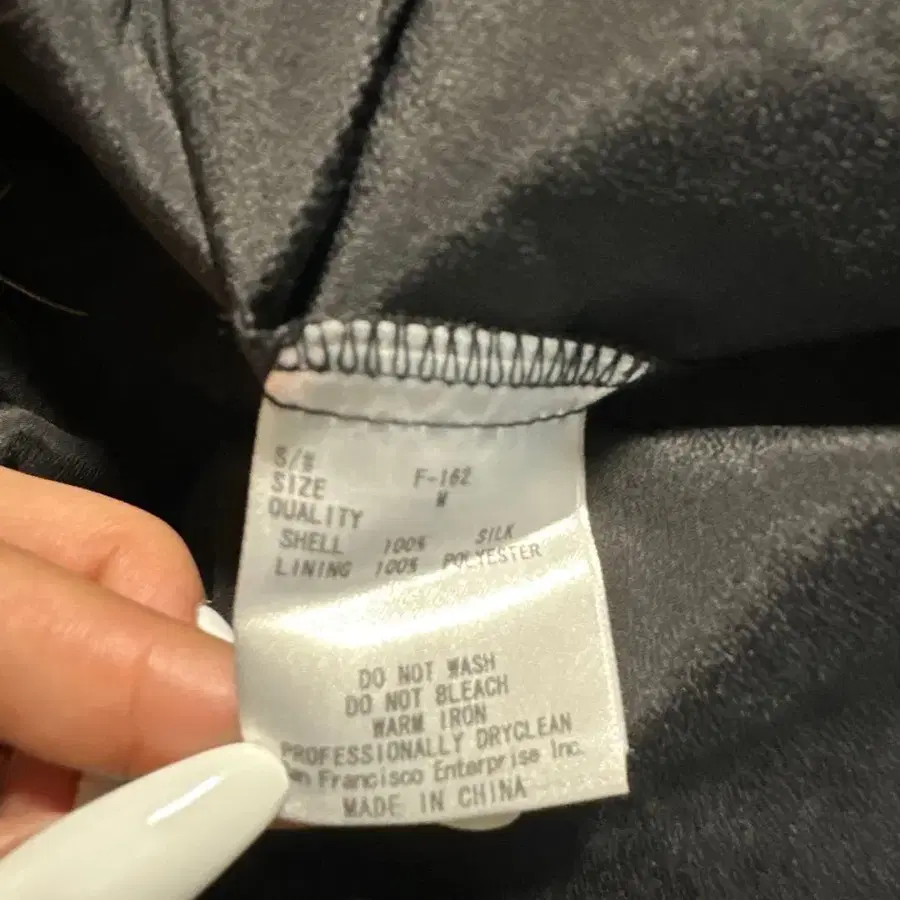 S/#
SIZE F-162
QUALITY M
SHELL 100% SILK
LINING 100% POLYESTER
DO NOT WASH
DO NOT BLEACH
WARM IRON
PROFESSIONALLY DRYCLEAN
Francisco Enterprise Inc.
MADE IN CHINA